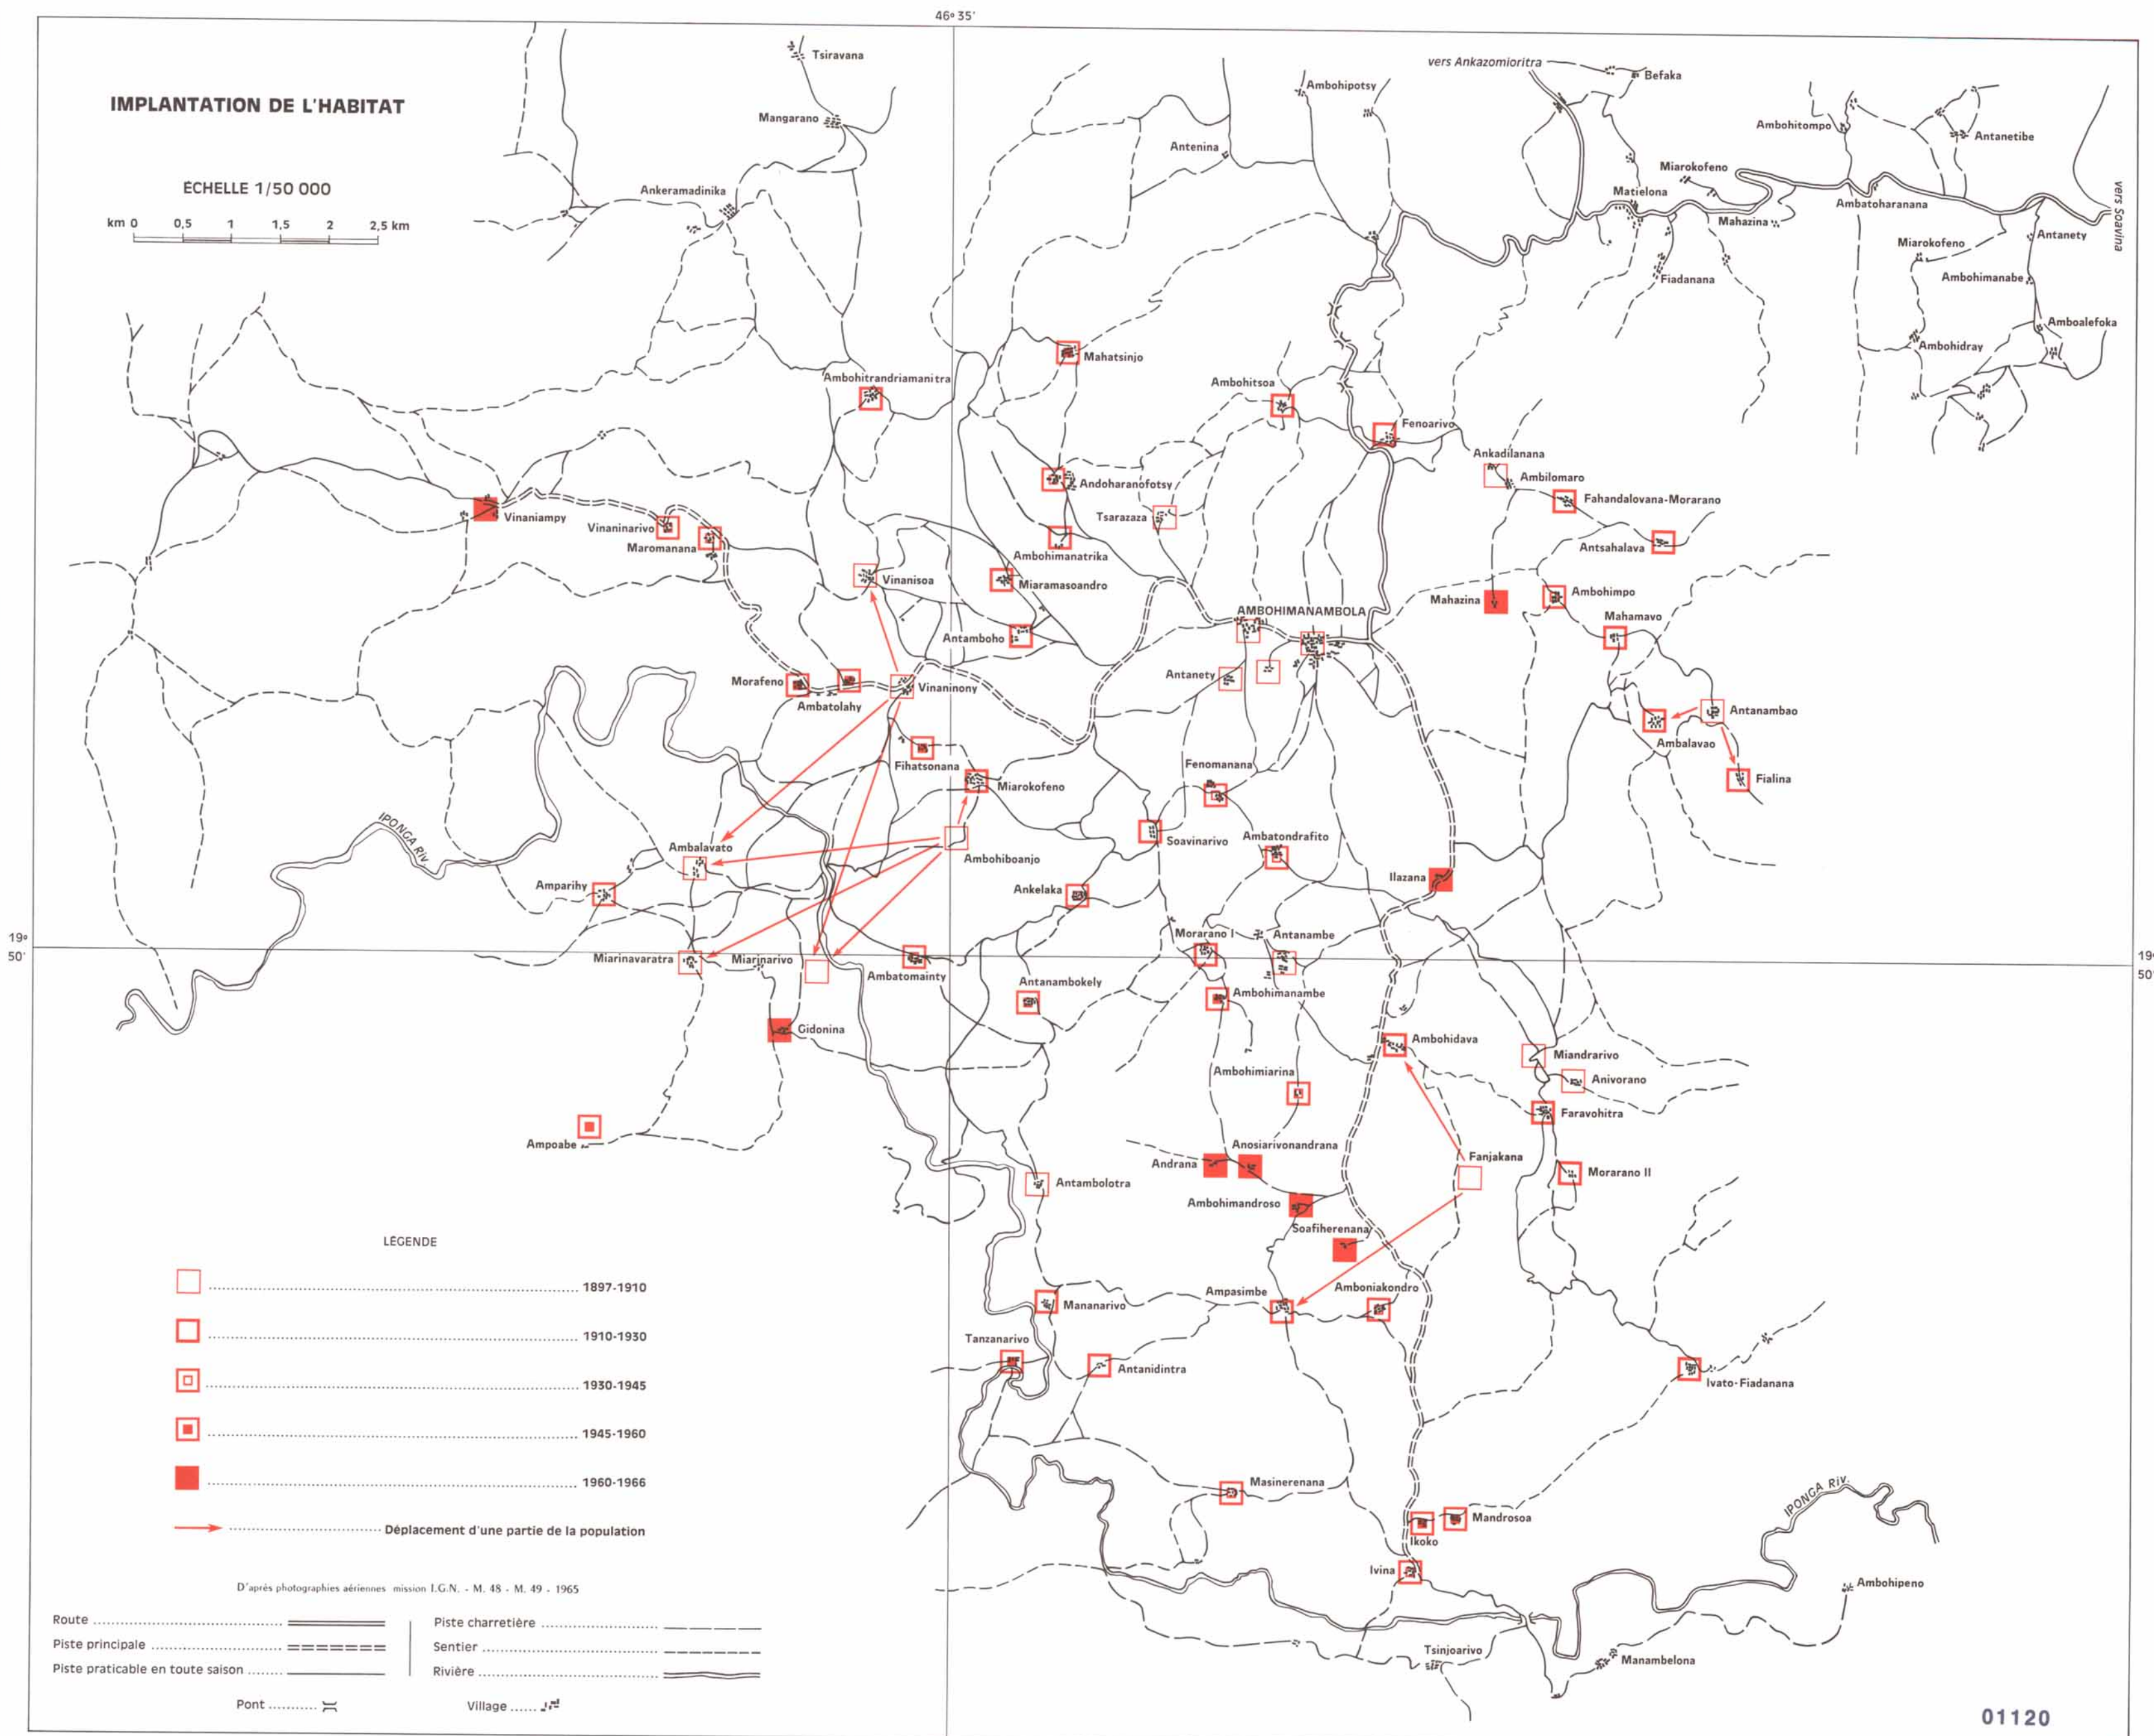 46º 35'
IMPLANTATION DE L'HABITAT
ÉCHELLE 1/50 000
km 0 0,5 1 1,5 2 2,5 km
Tsiravana
Mangarano
Ankeramadinika
Antenina
Ambohipotsy
vers Ankazomioritra
Befaka
Ambohitompo
Antanetibe
Miarokofeno
Matielona
Mahazina
Ambatoharanana
vers Soavina
Fiadanana
Miarokofeno
Antanety
Ambohimanabe
Amboalefoka
Ambohidray
Mahatsinjo
Ambohitrandriamanitra
Ambohitsoa
Fenoarivo
Ankadilanana
Ambilomaro
Fahandalovana-Morarano
Antsahalava
Andoharanofotsy
Tsarazaza
Vinaniampy
Vinaninarivo
Maromanana
Ambohimanatrika
Vinanisoa
Miaramasoandro
Mahazina
Ambohimpo
Mahamavo
AMBOHIMANAMBOLA
Antamboho
Antanety
Morafeno
Ambatolahy
Vinaninony
Antanambao
Ambalavao
Fialina
Fihatsonana
Miarokofeno
Fenomanana
Soavinarivo
Ambatondrafito
IPONGA Riv.
Ambalavato
Ambohiboanjo
Amparihy
Ankelaka
Ilazana
19º
50'
19º
50'
Morarano I
Antanambe
Miarinavaratra
Miarinarivo
Ambatomainty
Antanambokely
Ambohimanambe
Gidonina
Ambohidava
Miandrarivo
Ambohimiarina
Anivorano
Faravohitra
Ampoabe
Anosiarivonandrana
Andrana
Fanjakana
Morarano II
Antambolotra
Ambohimandroso
Soafiherenana
LÉGENDE
1897-1910
1910-1930
1930-1945
1945-1960
1960-1966
Déplacement d'une partie de la population
Mananarivo
Ampasimbe
Amboniakondro
Tanzanarivo
Antanidintra
Ivato-Fiadanana
Masinerenana
Mandrosoa
Ikoko
IPONGA Riv.
Ivina
Ambohipeno
Tsinjoarivo
Manambelona
D'après photographies aériennes mission I.G.N. - M. 48 - M. 49 - 1965
Route
Piste principale
Piste praticable en toute saison
Piste charretière
Sentier
Rivière
Pont
Village
01120